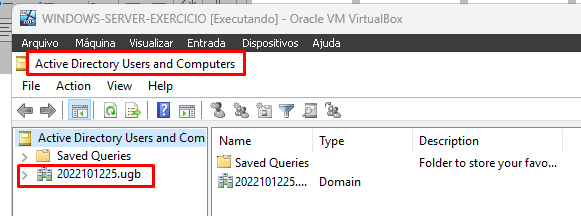 WINDOWS-SERVER-EXERCICIO [Executando] - Oracle VM VirtualBox
Arquivo Máquina Visualizar Entrada Dispositivos Ajuda
Active Directory Users and Computers
File Action View Help
Active Directory Users and Com
Saved Queries
2022101225.ugb
Name Type Description
Saved Queries Folder to store your favo...
2022101225.... Domain